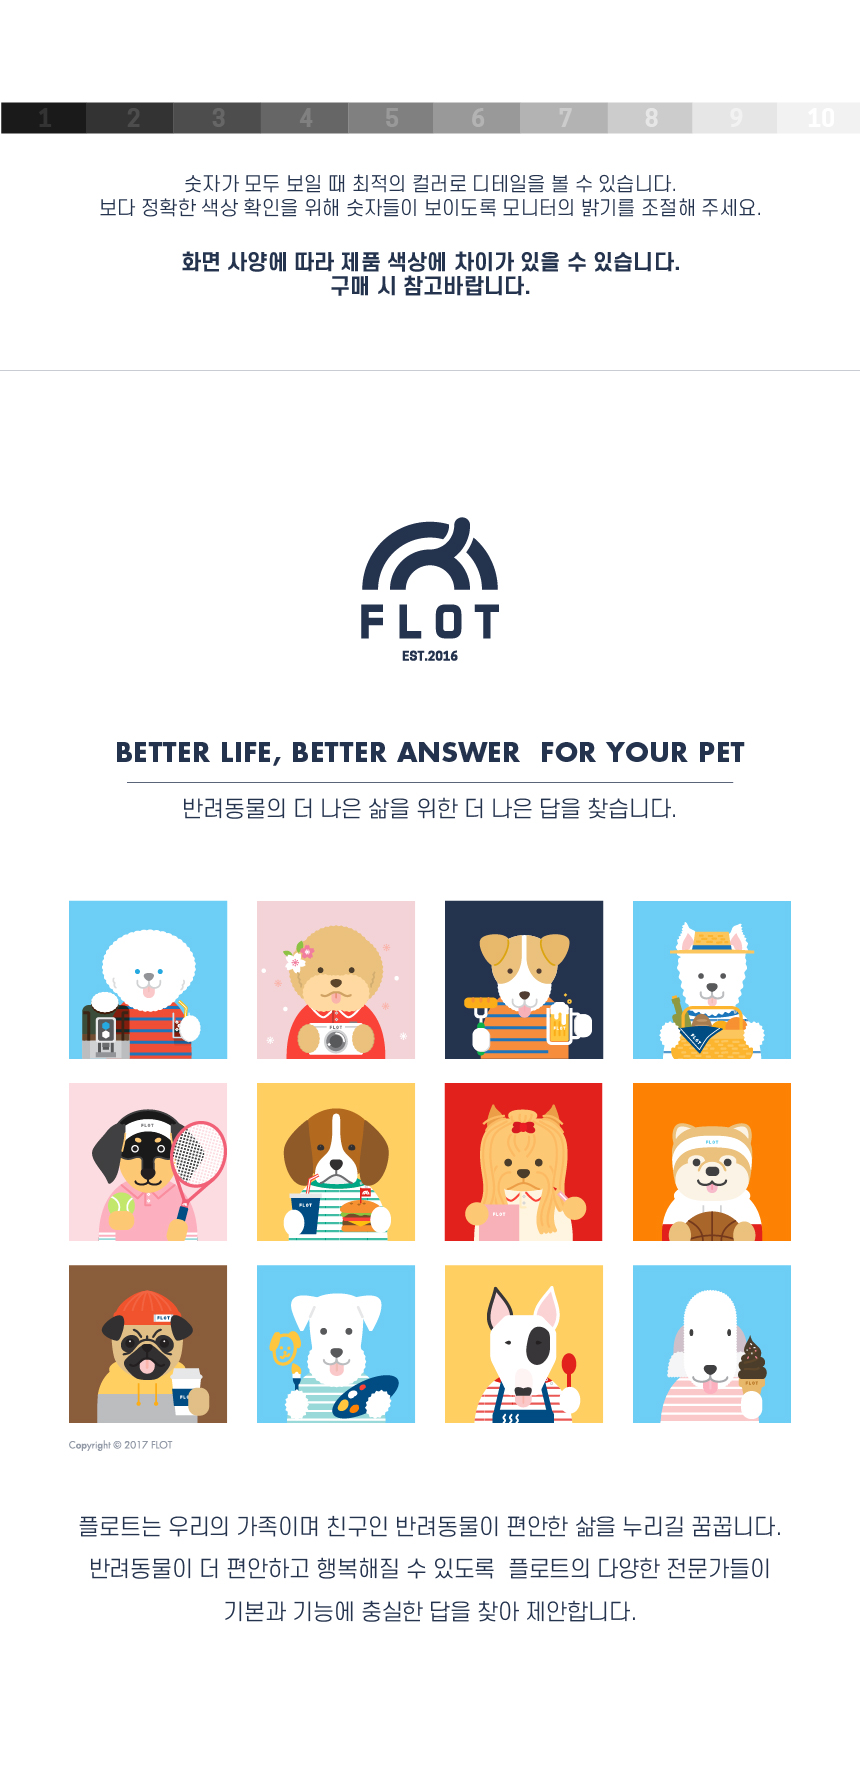 1 2 3 4 5 6 7 8 9 10
숫자가 모두 보일 때 최적의 컬러로 디테일을 볼 수 있습니다.
보다 정확한 색상 확인을 위해 숫자들이 보이도록 모니터의 밝기를 조절해 주세요.
화면 사양에 따라 제품 색상에 차이가 있을 수 있습니다.
구매 시 참고바랍니다.
FLOT
EST.2016
BETTER LIFE, BETTER ANSWER FOR YOUR PET
반려동물의 더 나은 삶을 위한 더 나은 답을 찾습니다.
FLOT
FLOT
FLOT
FLOT
FLOT
FLOT
FLOT
FLOT
FLOT
Copyright © 2017 FLOT
플로트는 우리의 가족이며 친구인 반려동물이 편안한 삶을 누리길 꿈꿉니다.
반려동물이 더 편안하고 행복해질 수 있도록 플로트의 다양한 전문가들이
기본과 기능에 충실한 답을 찾아 제안합니다.